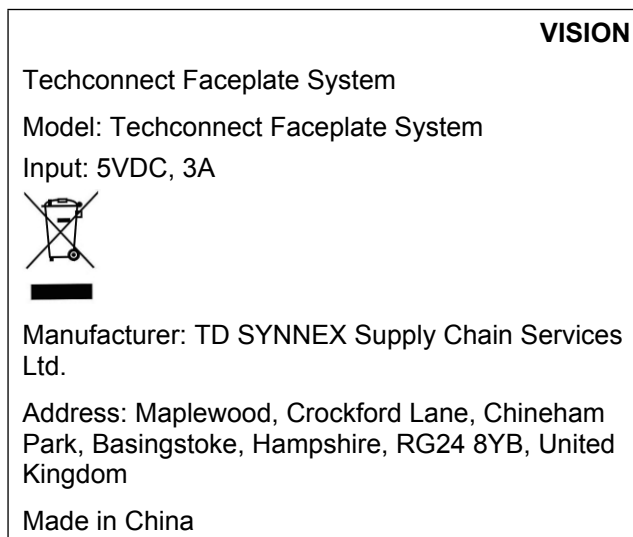 VISION
Techconnect Faceplate System
Model: Techconnect Faceplate System
Input: 5VDC, 3A
Manufacturer: TD SYNNEX Supply Chain Services
Ltd.
Address: Maplewood, Crockford Lane, Chineham
Park, Basingstoke, Hampshire, RG24 8YB, United
Kingdom
Made in China